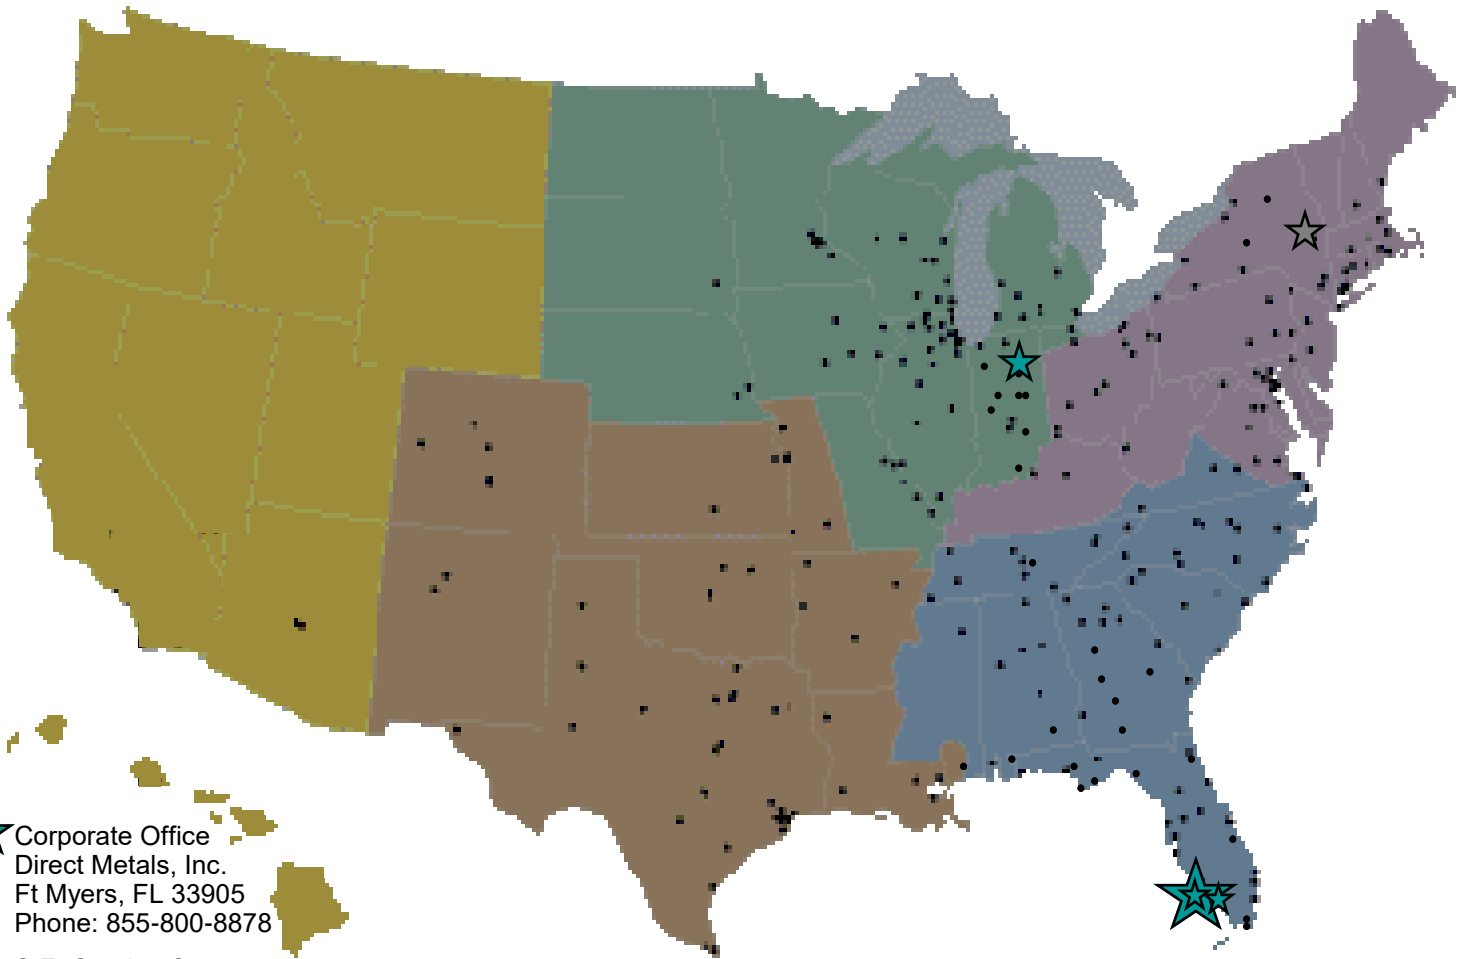 Corporate Office
Direct Metals, Inc.
Ft Myers, FL 33905
Phone: 855-800-8878